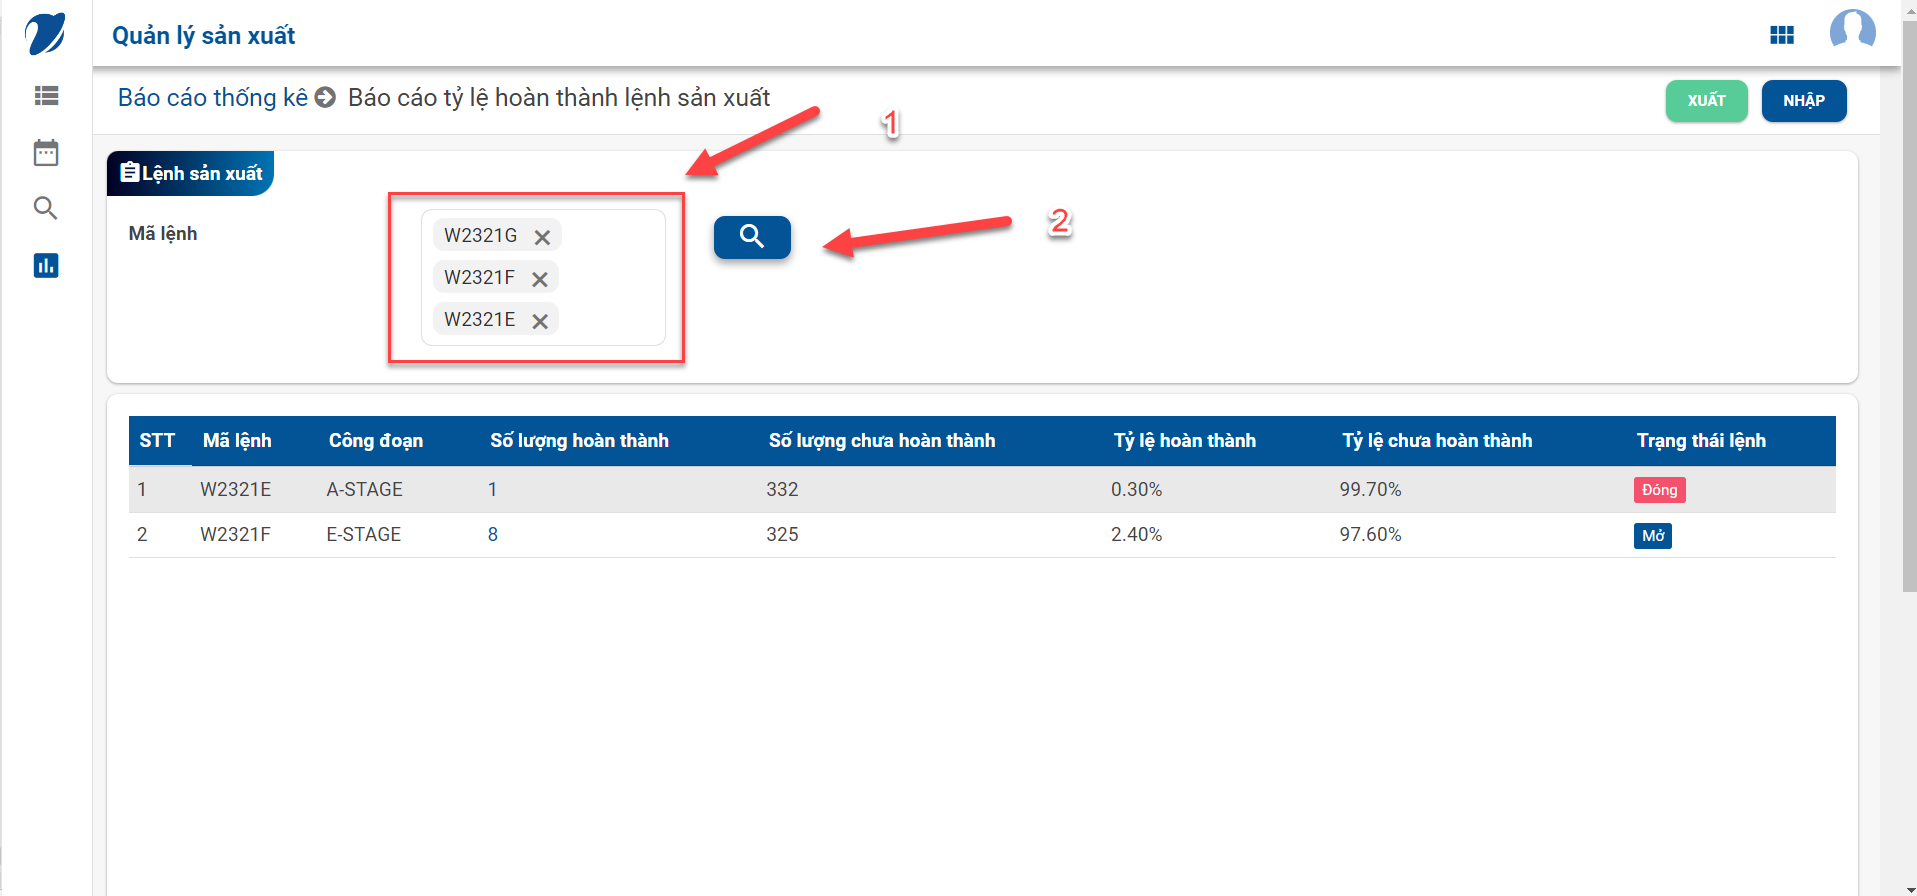 Quản lý sản xuất
Báo cáo thống kê Báo cáo tỷ lệ hoàn thành lệnh sản xuất
XUẤT NHẬP
1
Lệnh sản xuất
Mã lệnh
W2321G
W2321F
W2321E
2
STT Mã lệnh Công đoạn Số lượng hoàn thành Số lượng chưa hoàn thành Tỷ lệ hoàn thành Tỷ lệ chưa hoàn thành Trạng thái lệnh
1 W2321E A-STAGE 1 332 0.30% 99.70% Đóng
2 W2321F E-STAGE 8 325 2.40% 97.60% Mở